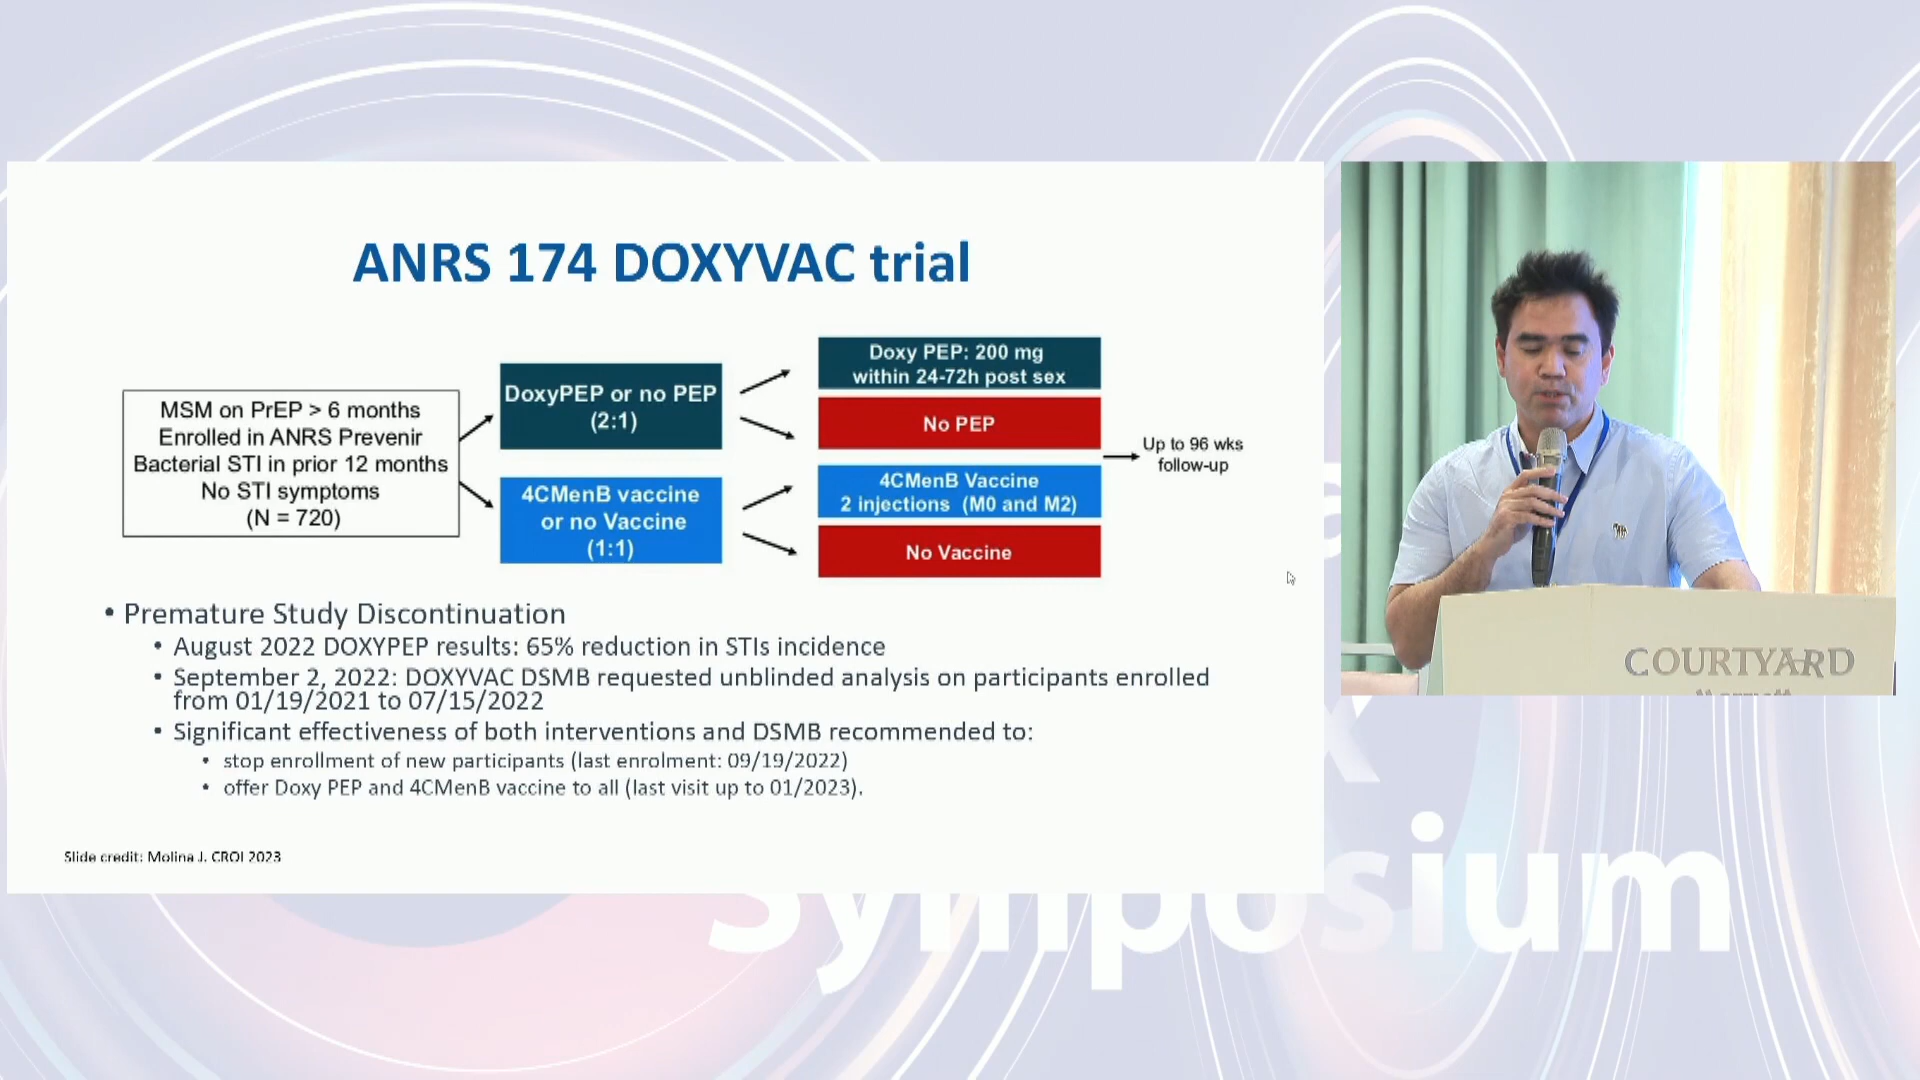 ANRS 174 DOXYVAC trial
MSM on PrEP > 6 months
Enrolled in ANRS Prevenir
Bacterial STI in prior 12 months
No STI symptoms
(N = 720)
DoxyPEP or no PEP
(2:1)
4CMenB vaccine
or no Vaccine
(1:1)
Doxy PEP: 200 mg
within 24-72h post sex
No PEP
4CMenB Vaccine
2 injections (M0 and M2)
No Vaccine
Up to 96 wks
follow-up
• Premature Study Discontinuation
• August 2022 DOXYPEP results: 65% reduction in STIs incidence
• September 2, 2022: DOXYVAC DSMB requested unblinded analysis on participants enrolled
from 01/19/2021 to 07/15/2022
• Significant effectiveness of both interventions and DSMB recommended to:
• stop enrollment of new participants (last enrolment: 09/19/2022)
• offer Doxy PEP and 4CMenB vaccine to all (last visit up to 01/2023).
Slide credit: Molina J. CROI 2023
COURTYARD
Symposium